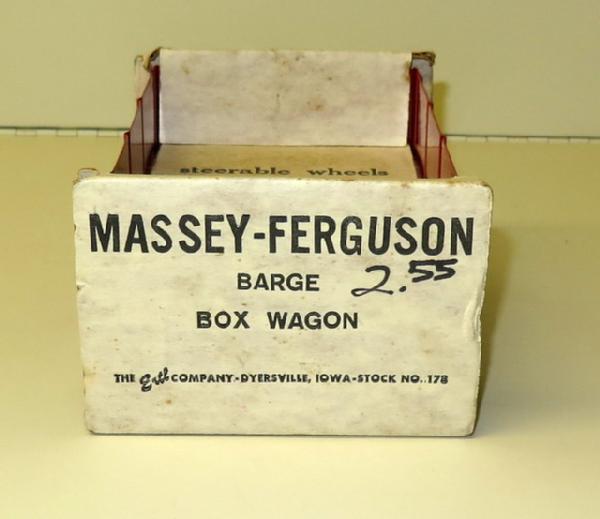 steerable wheels
MASSEY-FERGUSON
BARGE 2.55
BOX WAGON
THE Ertl COMPANY-DYERSVILLE, IOWA-STOCK NO. 178